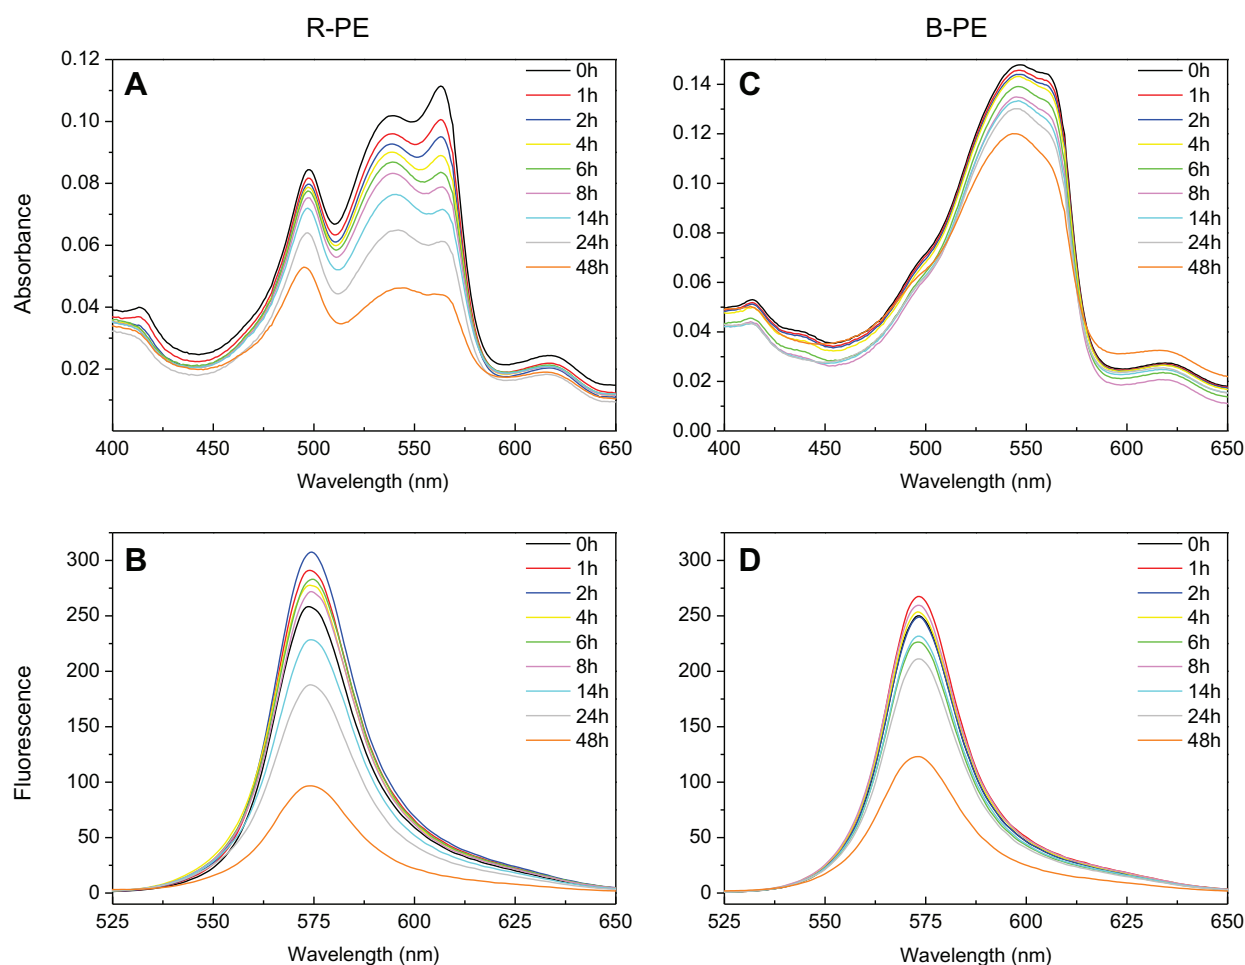 R-PE
B-PE
A
0.12
0.10
0.08
0.06
0.04
0.02
Absorbance
400
450
500
550
600
650
Wavelength (nm)
0h
1h
2h
4h
6h
8h
14h
24h
48h
C
0.14
0.12
0.10
0.08
0.06
0.04
0.02
0.00
400
450
500
550
600
650
Wavelength (nm)
0h
1h
2h
4h
6h
8h
14h
24h
48h
B
300
250
200
150
100
50
0
Fluorescence
525
550
575
600
625
650
Wavelength (nm)
0h
1h
2h
4h
6h
8h
14h
24h
48h
D
300
250
200
150
100
50
0
525
550
575
600
625
650
Wavelength (nm)
0h
1h
2h
4h
6h
8h
14h
24h
48h